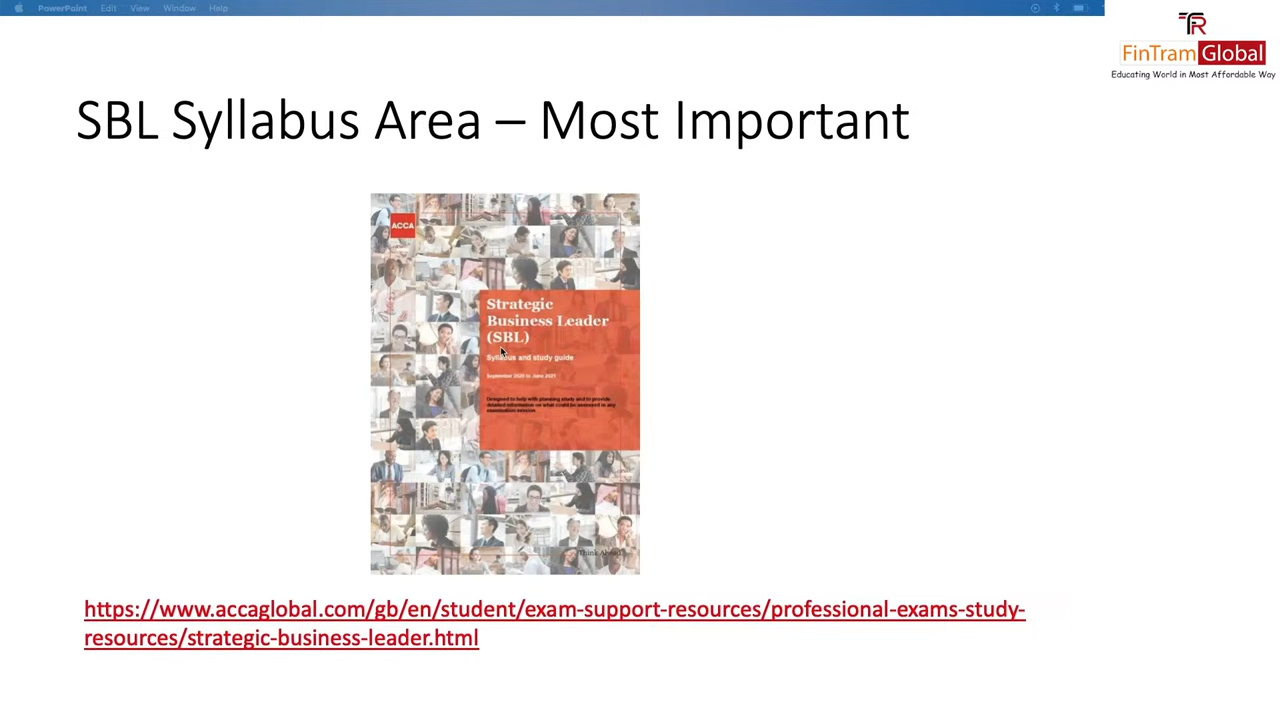 PowerPoint Edit View Window Help
FinTram Global
Educating World in Most Affordable Way
SBL Syllabus Area – Most Important
ACCA
Strategic
Business Leader
(SBL)
Syllabus and study guide
September 2020 to June 2021
Designed to help with planning study and to provide
detailed information on what could be assessed in any
examination session
Think Ahead
https://www.accaglobal.com/gb/en/student/exam-support-resources/professional-exams-study-
resources/strategic-business-leader.html